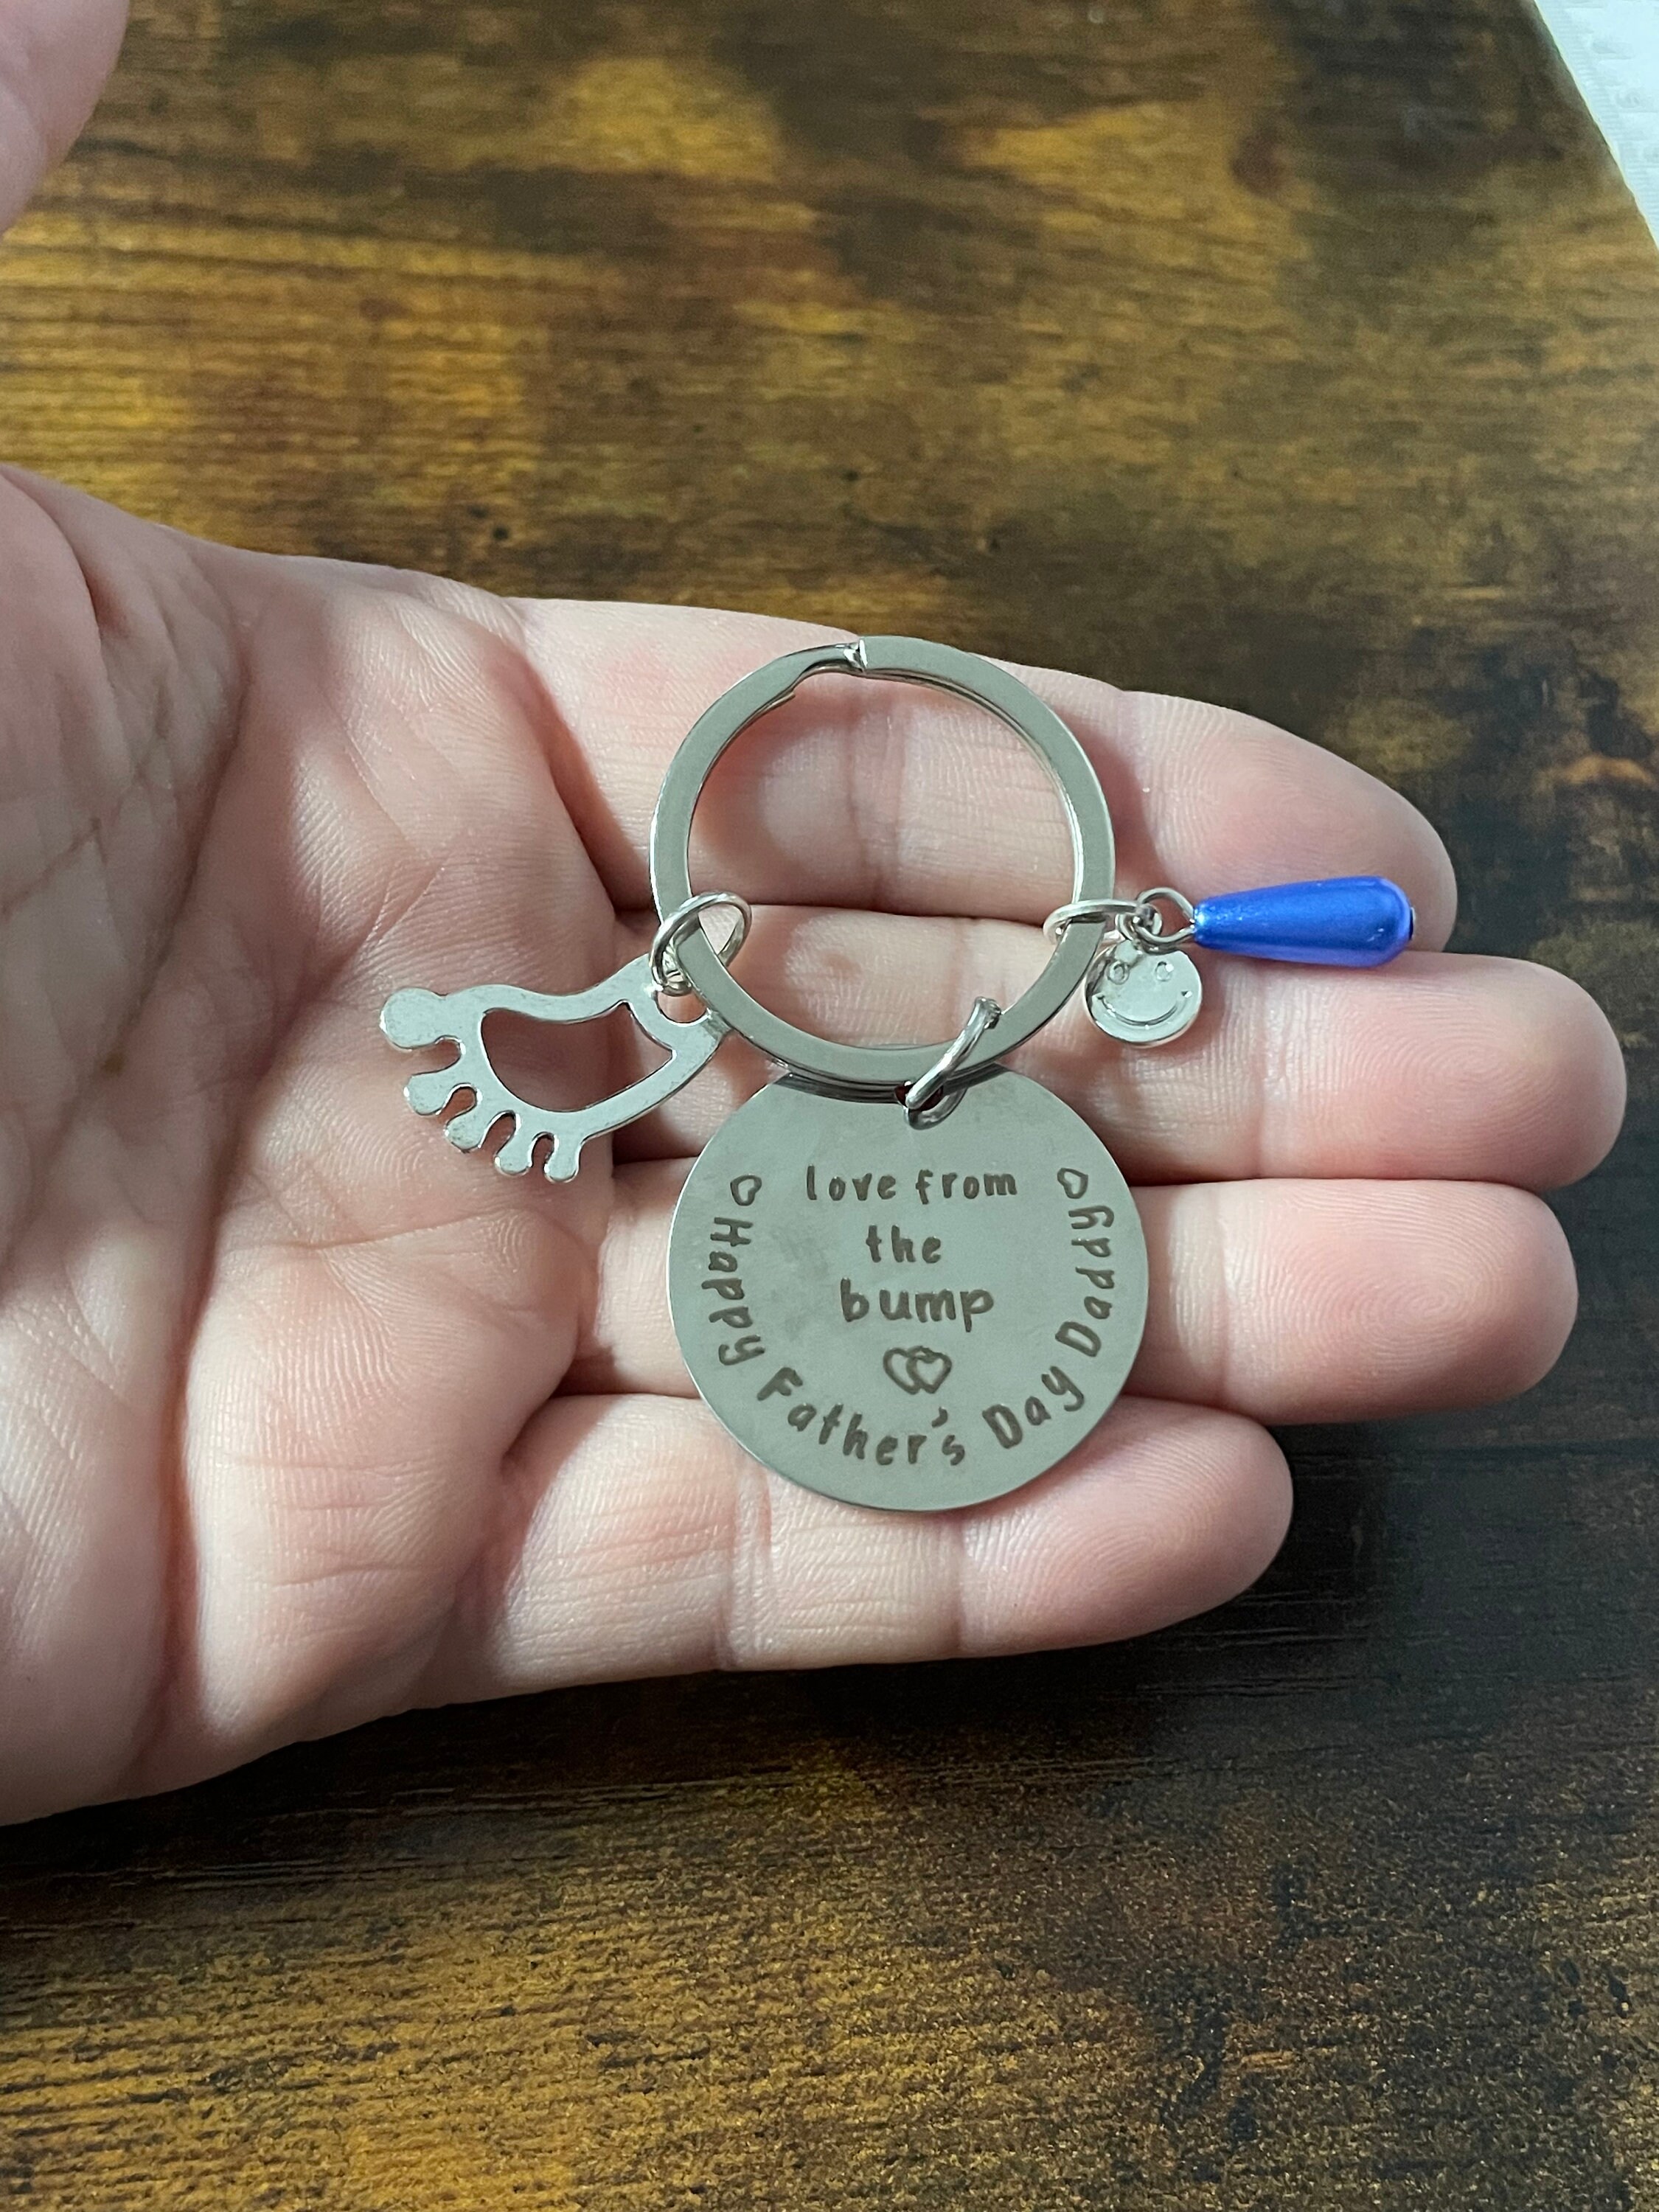 love from
the
bump
Happy Father's Day Daddy